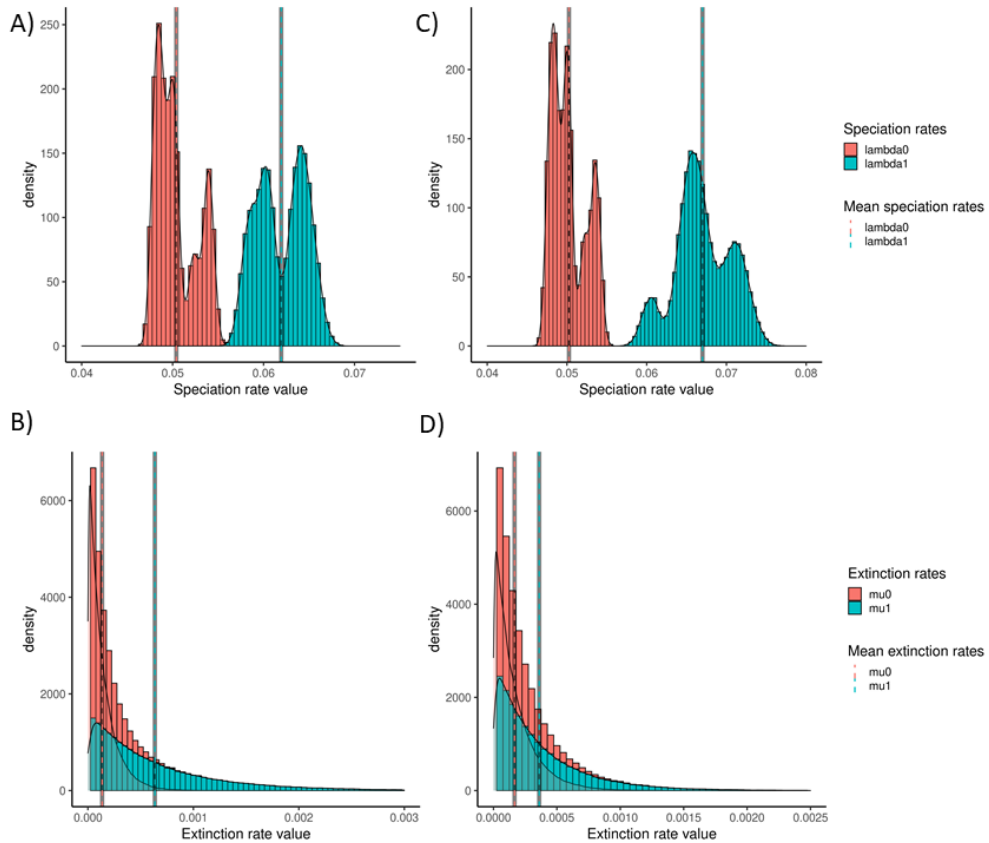 A)
250
200
150
100
50
0
density
0.04
0.05
0.06
0.07
Speciation rate value
C)
200
150
100
50
0
density
0.04
0.05
0.06
0.07
0.08
Speciation rate value
Speciation rates
lambda0
lambda1
Mean speciation rates
lambda0
lambda1
B)
6000
4000
2000
0
density
0.000
0.001
0.002
0.003
Extinction rate value
D)
6000
4000
2000
0
density
0.0000
0.0005
0.0010
0.0015
0.0020
0.0025
Extinction rate value
Extinction rates
mu0
mu1
Mean extinction rates
mu0
mu1